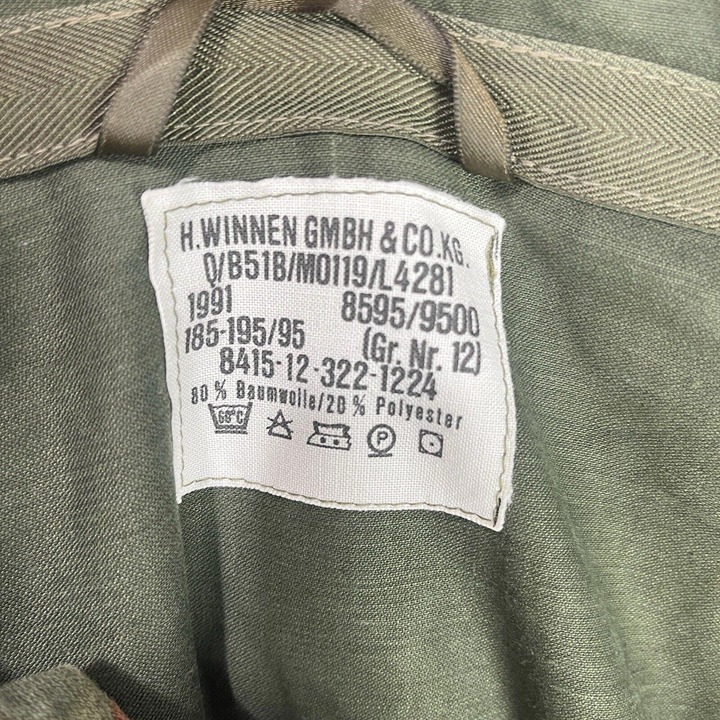 H.WINNEN GMBH & CO.KG.
Q/B51B/M0119/L4281
1991 8595/9500
185-195/95 (Gr. Nr. 12)
8415-12-322-1224
80 % Baumwolle/20 % Polyester
60°C
P